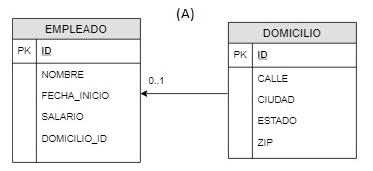 (A)
EMPLEADO
PK ID
NOMBRE
FECHA_INICIO
SALARIO
DOMICILIO_ID
0..1
DOMICILIO
PK ID
CALLE
CIUDAD
ESTADO
ZIP